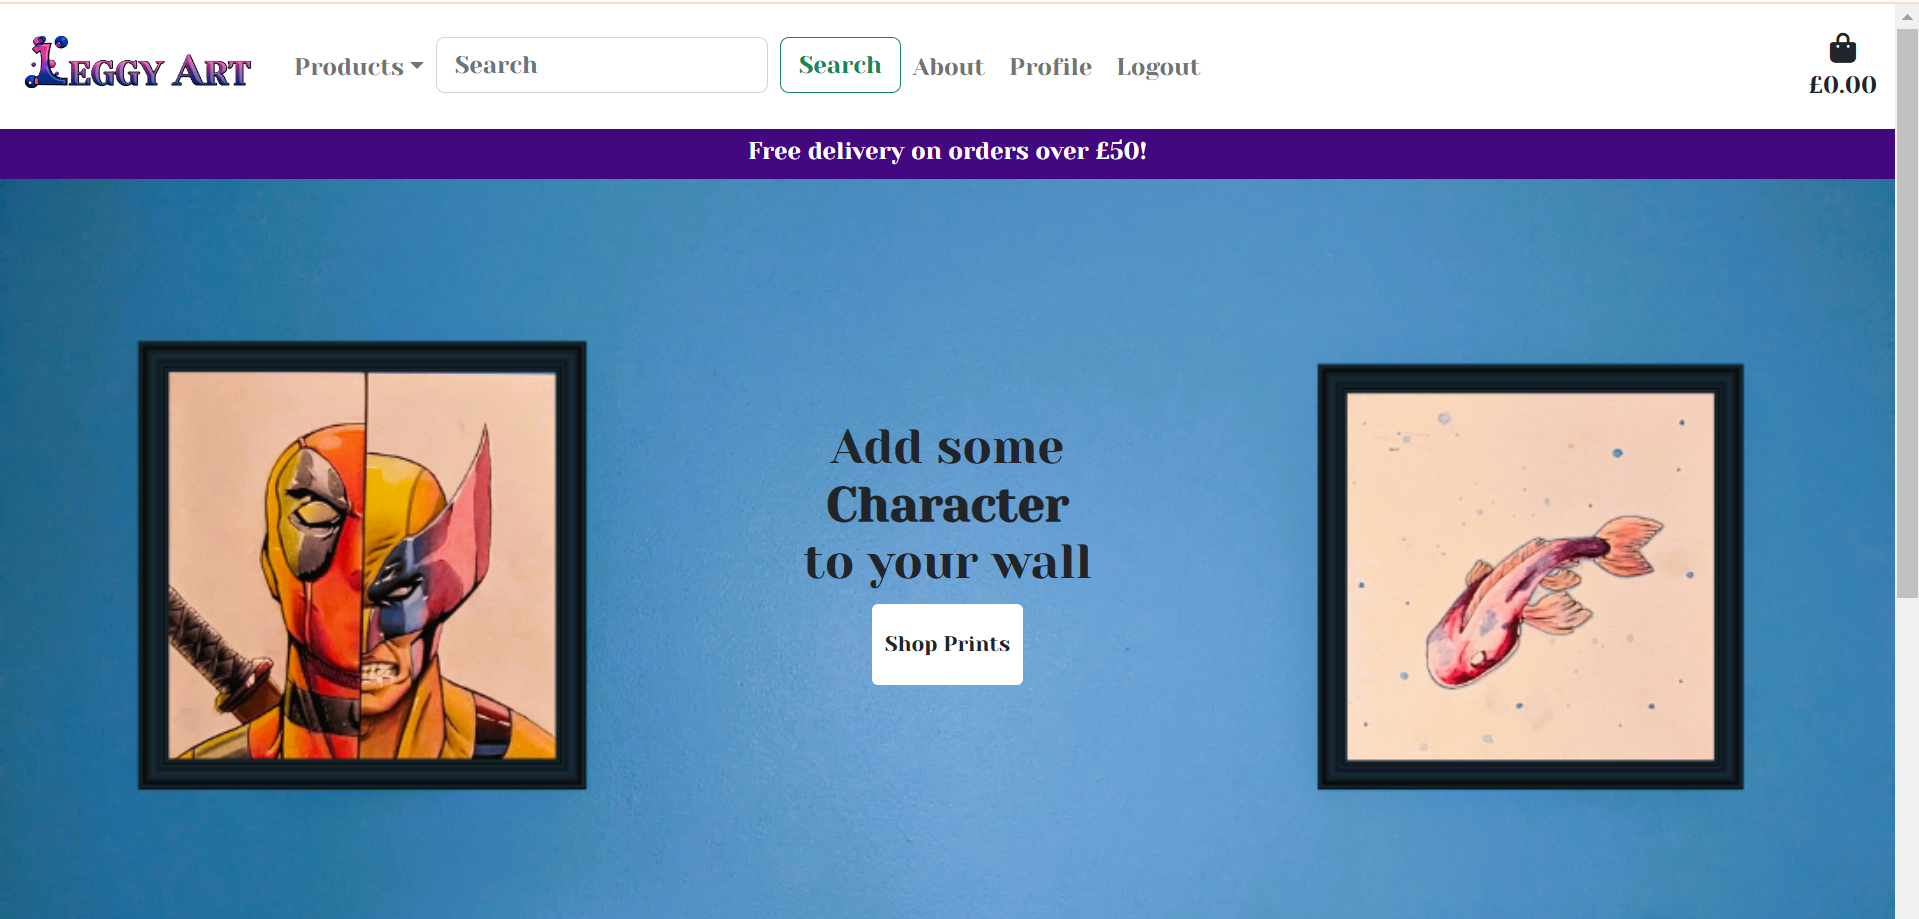 Leggy Art
Products
Search
Search
About
Profile
Logout
£0.00
Free delivery on orders over £50!
Add some
Character
to your wall
Shop Prints